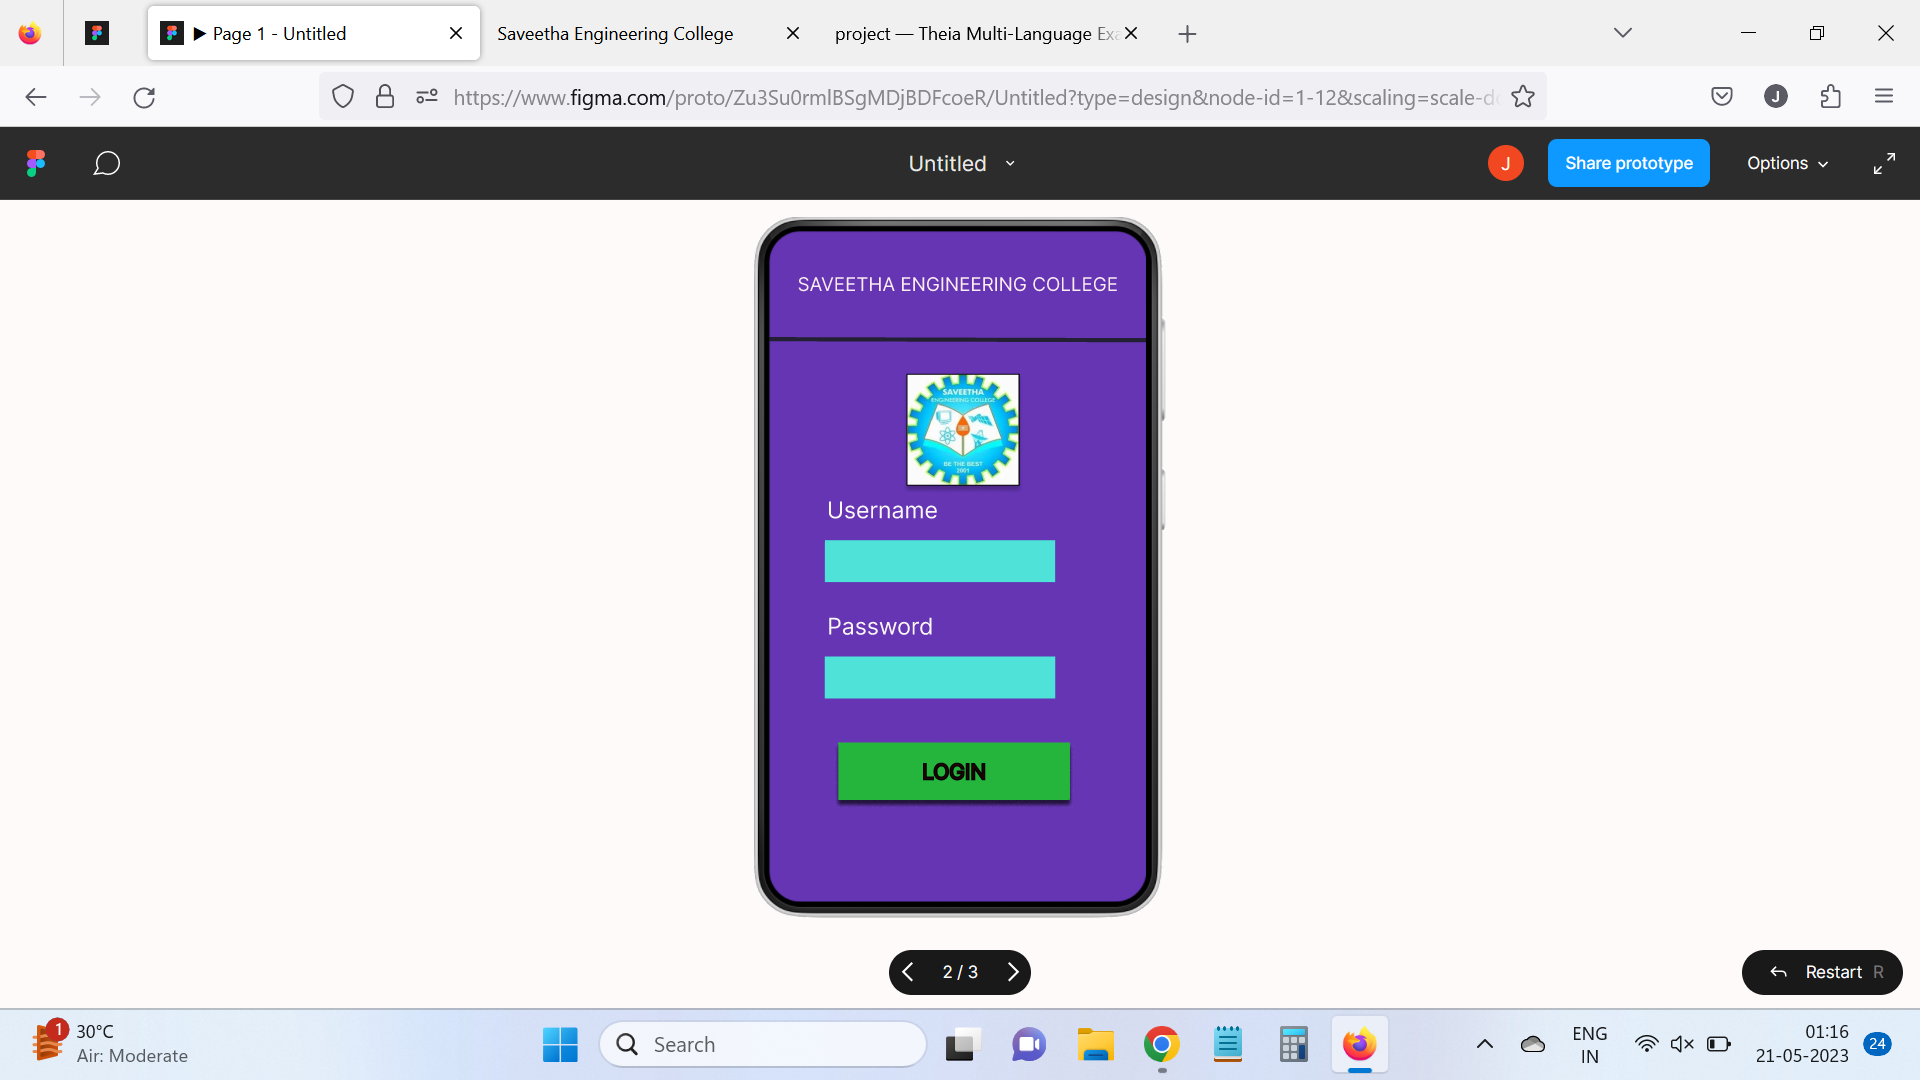 Page 1 - Untitled
Saveetha Engineering College
project — Theia Multi-Language Exa
https://www.figma.com/proto/Zu3Su0rmlBSgMDjBDFcoeR/Untitled?type=design&node-id=1-12&scaling=scale-do
J
Untitled
J
Share prototype
Options
SAVEETHA ENGINEERING COLLEGE
SAVEETHA
ENGINEERING COLLEGE
BE THE BEST
2001
Username
Password
LOGIN
2 / 3
Restart R
1
30°C
Air: Moderate
Search
ENG
IN
01:16
21-05-2023
24